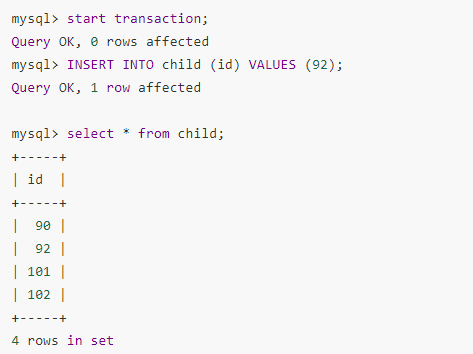 mysql> start transaction;
Query OK, 0 rows affected
mysql> INSERT INTO child (id) VALUES (92);
Query OK, 1 row affected

mysql> select * from child;
+-----+
| id  |
+-----+
|  90 |
|  92 |
| 101 |
| 102 |
+-----+
4 rows in set